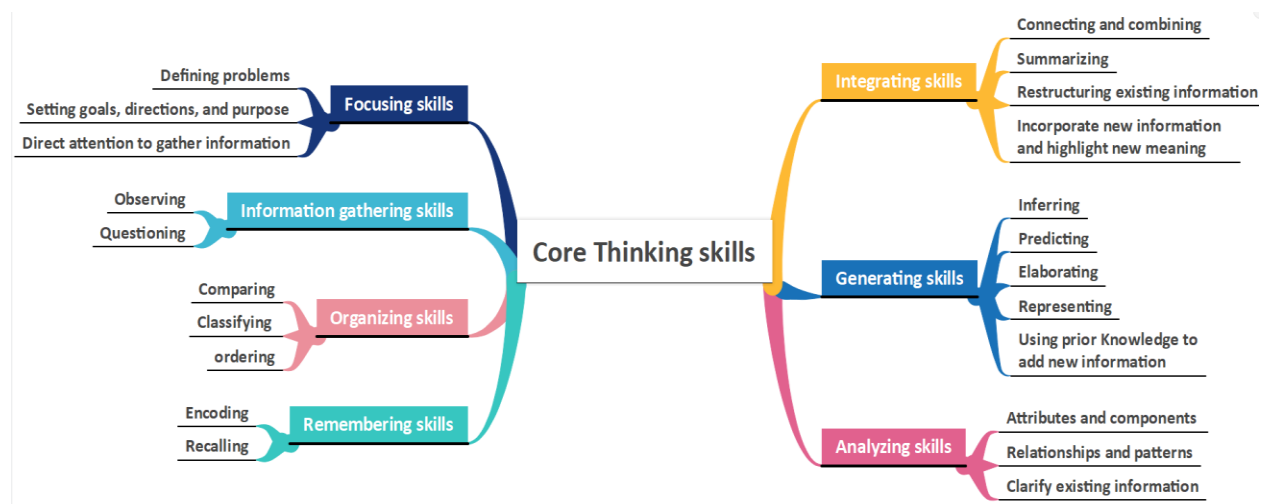 Core Thinking skills
Focusing skills
Defining problems
Setting goals, directions, and purpose
Direct attention to gather information
Information gathering skills
Observing
Questioning
Organizing skills
Comparing
Classifying
ordering
Remembering skills
Encoding
Recalling
Integrating skills
Connecting and combining
Summarizing
Restructuring existing information
Incorporate new information
and highlight new meaning
Generating skills
Inferring
Predicting
Elaborating
Representing
Using prior Knowledge to
add new information
Analyzing skills
Attributes and components
Relationships and patterns
Clarify existing information